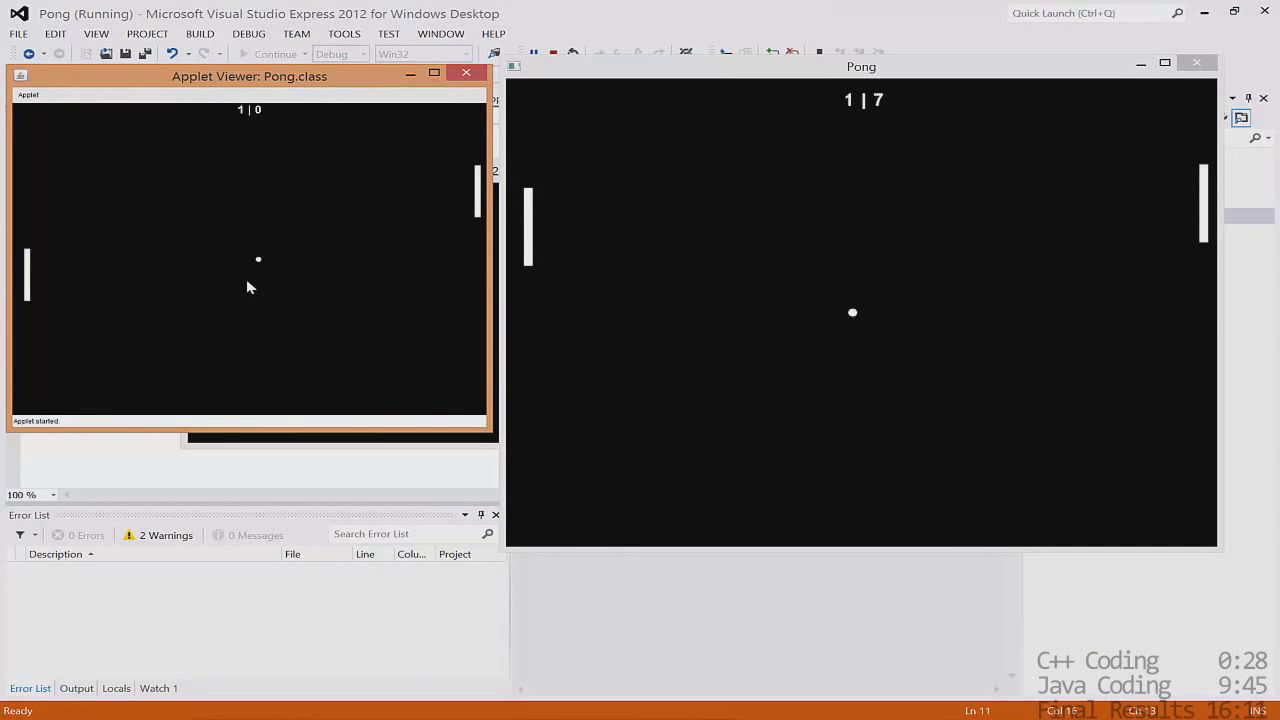 Pong (Running) - Microsoft Visual Studio Express 2012 for Windows Desktop
Quick Launch (Ctrl+Q)
FILE EDIT VIEW PROJECT BUILD DEBUG TEAM TOOLS TEST WINDOW HELP
Continue Debug Win32
Applet Viewer: Pong.class
Applet
1 | 0
Applet started.
Pong
1 | 7
2
100 %
Error List
0 Errors 2 Warnings 0 Messages Search Error List
Description File Line Colu... Project
Error List Output Locals Watch 1
C++ Coding 0:28
Java Coding 9:45
Final Results 16:11
Ready Ln 11 Col 16 Ch 13 INS